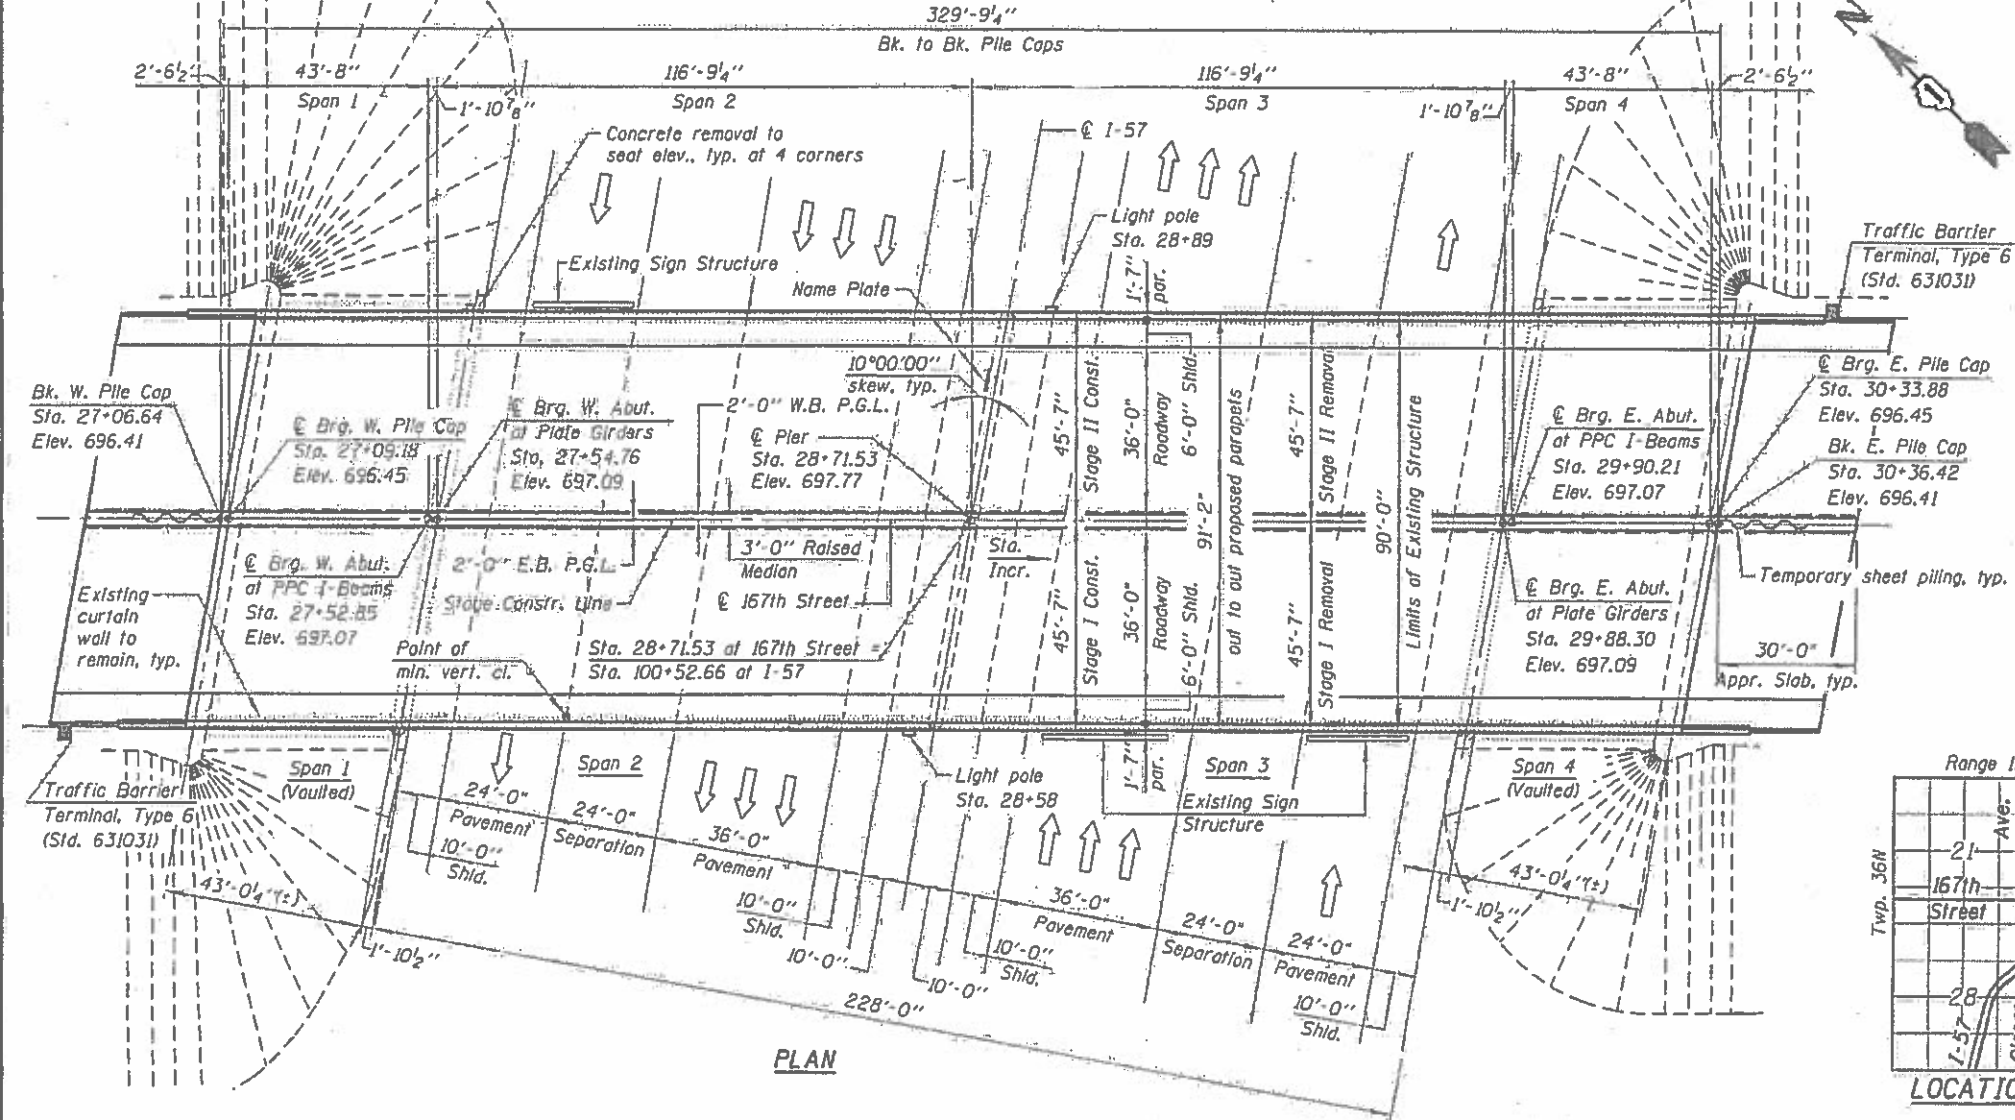 329'-9¼"
Bk. to Bk. Pile Caps
2'-6½"
43'-8"
116'-9¼"
116'-9¼"
43'-8"
2'-6½"
Span 1
1'-10⅞"
Span 2
Span 3
1'-10⅞"
Span 4
N
Concrete removal to
seat elev., typ. at 4 corners
℄ I-57
Existing Sign Structure
Name Plate
Light pole
Sta. 28+89
1'-7"
par.
Traffic Barrier
Terminal, Type 6
(Std. 631031)
Bk. W. Pile Cap
Sta. 27+06.64
Elev. 696.41
℄ Brg. W. Pile Cap
Sta. 27+09.18
Elev. 696.45
℄ Brg. W. Abut.
at Plate Girders
Sta. 27+54.76
Elev. 697.09
2'-0" W.B. P.G.L.
℄ Pier
Sta. 28+71.53
Elev. 697.77
10°00'00"
skew, typ.
45'-7"
Stage II Const.
36'-0"
Roadway
6'-0" Shld.
91'-2"
out to out proposed parapets
45'-7"
Stage II Removal
90'-0"
Limits of Existing Structure
℄ Brg. E. Abut.
at PPC I-Beams
Sta. 29+90.21
Elev. 697.07
℄ Brg. E. Pile Cap
Sta. 30+33.88
Elev. 696.45
Bk. E. Pile Cap
Sta. 30+36.42
Elev. 696.41
Existing
curtain
wall to
remain, typ.
℄ Brg. W. Abut.
at PPC I-Beams
Sta. 27+52.85
Elev. 697.07
2'-0" E.B. P.G.L.
Stage Constr. Line
3'-0" Raised
Median
℄ 167th Street
Sta.
Incr.
Point of
min. vert. cl.
Sta. 28+71.53 at 167th Street =
Sta. 100+52.66 at I-57
45'-7"
Stage I Const.
36'-0"
Roadway
6'-0" Shld.
45'-7"
Stage I Removal
℄ Brg. E. Abut.
at Plate Girders
Sta. 29+88.30
Elev. 697.09
Temporary sheet piling, typ.
30'-0"
Appr. Slab, typ.
Traffic Barrier
Terminal, Type 6
(Std. 631031)
Span 1
(Vaulted)
Span 2
Light pole
Sta. 28+58
1'-7"
par.
Span 3
Existing Sign
Structure
Span 4
(Vaulted)
24'-0"
Pavement
10'-0"
Shld.
24'-0"
Separation
36'-0"
Pavement
10'-0"
Shld.
10'-0"
10'-0"
10'-0"
Shld.
36'-0"
Pavement
24'-0"
Separation
24'-0"
Pavement
10'-0"
Shld.
43'-0¼"(±)
1'-10½"
228'-0"
43'-0¼"(±)
1'-10½"
PLAN
Range
Twp. 36N
Ave.
21
167th
Street
28
I-57